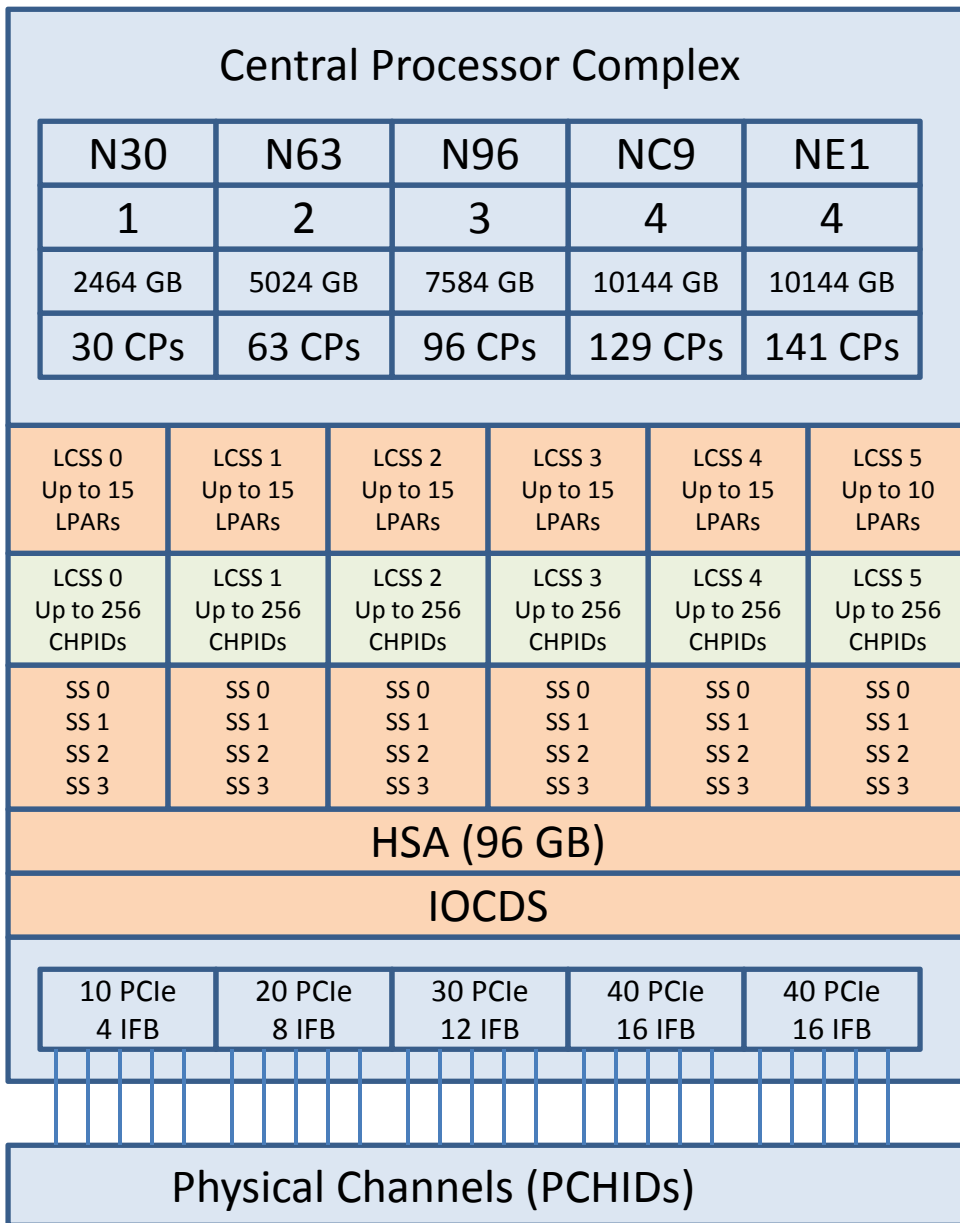 Central Processor Complex
N30 N63 N96 NC9 NE1
1 2 3 4 4
2464 GB 5024 GB 7584 GB 10144 GB 10144 GB
30 CPs 63 CPs 96 CPs 129 CPs 141 CPs
LCSS 0 LCSS 1 LCSS 2 LCSS 3 LCSS 4 LCSS 5
Up to 15 Up to 15 Up to 15 Up to 15 Up to 15 Up to 10
LPARs LPARs LPARs LPARs LPARs LPARs
LCSS 0 LCSS 1 LCSS 2 LCSS 3 LCSS 4 LCSS 5
Up to 256 Up to 256 Up to 256 Up to 256 Up to 256 Up to 256
CHPIDs CHPIDs CHPIDs CHPIDs CHPIDs CHPIDs
SS 0 SS 0 SS 0 SS 0 SS 0 SS 0
SS 1 SS 1 SS 1 SS 1 SS 1 SS 1
SS 2 SS 2 SS 2 SS 2 SS 2 SS 2
SS 3 SS 3 SS 3 SS 3 SS 3 SS 3
HSA (96 GB)
IOCDS
10 PCIe 20 PCIe 30 PCIe 40 PCIe 40 PCIe
4 IFB 8 IFB 12 IFB 16 IFB 16 IFB
Physical Channels (PCHIDs)